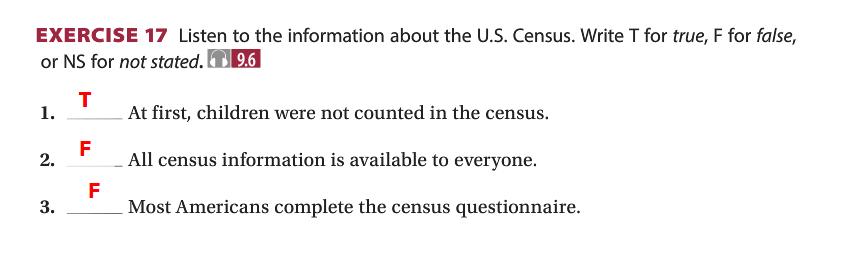 EXERCISE 17 Listen to the information about the U.S. Census. Write T for true, F for false,
or NS for not stated. 9.6
1. T At first, children were not counted in the census.
2. F All census information is available to everyone.
3. F Most Americans complete the census questionnaire.